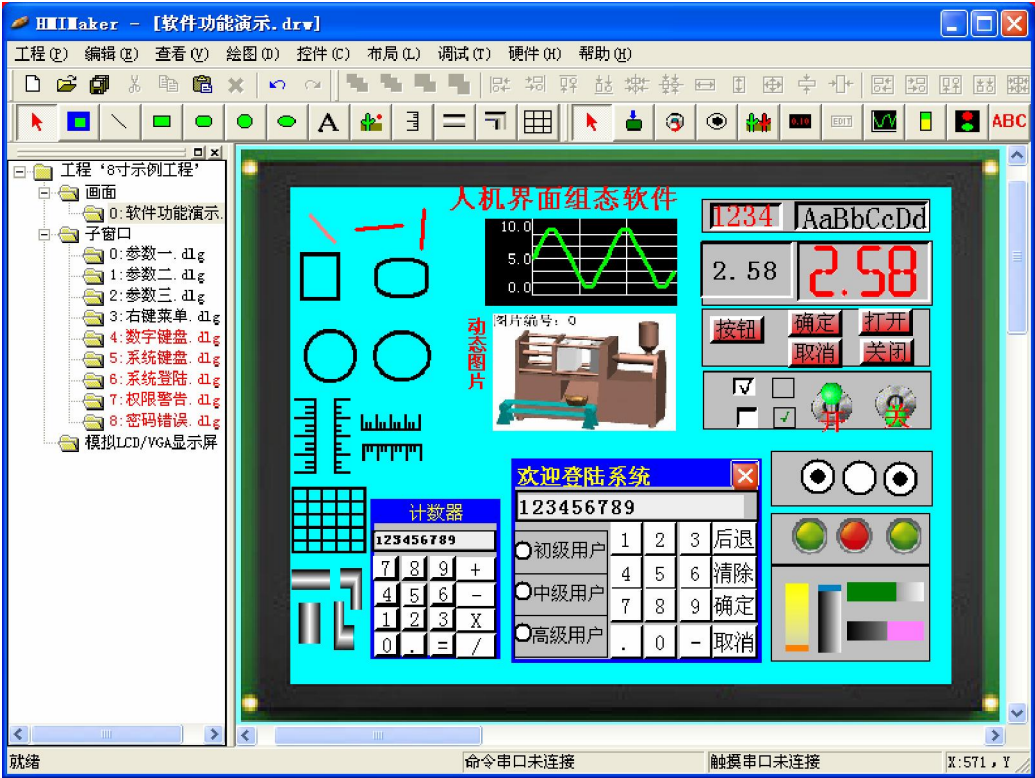 HMIMaker - [软件功能演示.drw]
工程(P) 编辑(E) 查看(V) 绘图(D) 控件(C) 布局(L) 调试(T) 硬件(H) 帮助(H)
A 0.10 EDIT ABC
工程‘8寸示例工程’
画面
0:软件功能演示.
子窗口
0:参数一.dlg
1:参数二.dlg
2:参数三.dlg
3:右键菜单.dlg
4:数字键盘.dlg
5:系统键盘.dlg
6:系统登陆.dlg
7:权限警告.dlg
8:密码错误.dlg
模拟LCD/VGA显示屏
人机界面组态软件
10.0
5.0
0.0
1234 AaBbCcDd
2.58 2.58
动态图片
图片编号:0
按钮 确定 打开
取消 关闭
开 关
计数器
123456789
7 8 9 +
4 5 6 -
1 2 3 X
0 . = /
欢迎登陆系统
123456789
初级用户
中级用户
高级用户
1 2 3 后退
4 5 6 清除
7 8 9 确定
. 0 - 取消
就绪 命令串口未连接 触摸串口未连接 X:571, Y